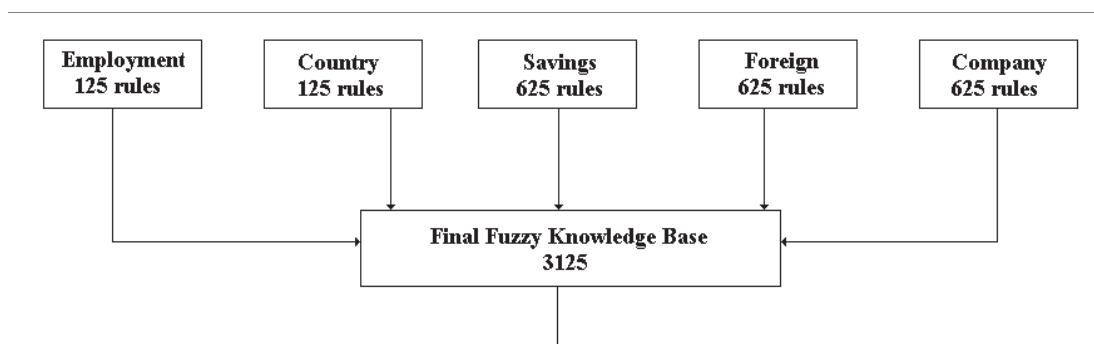 Employment
125 rules
Country
125 rules
Savings
625 rules
Foreign
625 rules
Company
625 rules
Final Fuzzy Knowledge Base
3125